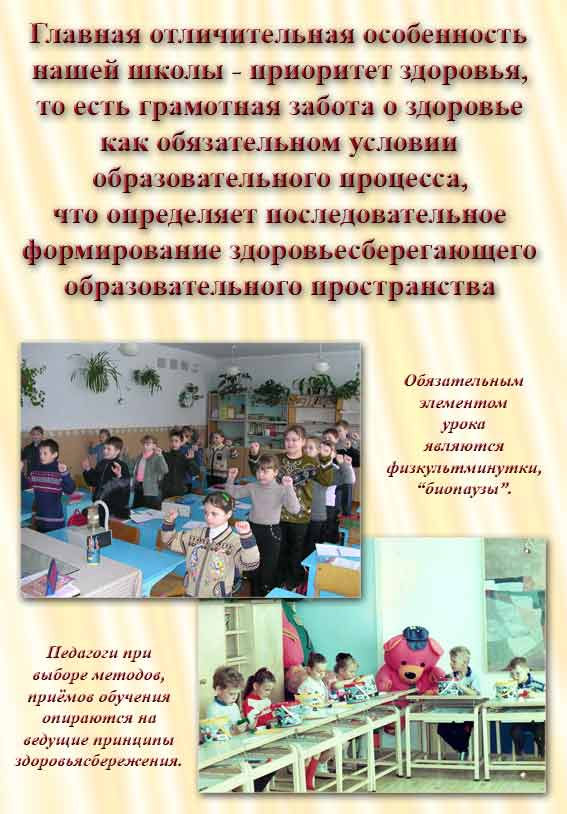 Главная отличительная особенность
нашей школы - приоритет здоровья,
то есть грамотная забота о здоровье
как обязательном условии
образовательного процесса,
что определяет последовательное
формирование здоровьесберегающего
образовательного пространства
Обязательным
элементом
урока
являются
физкультминутки,
“биопаузы”.
Педагоги при
выборе методов,
приёмов обучения
опираются на
ведущие принципы
здоровьясбережения.